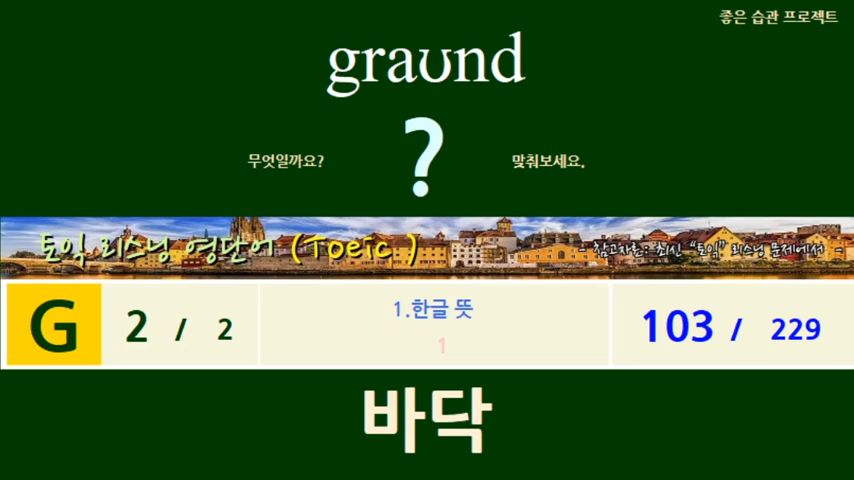 좋은 습관 프로젝트
graʊnd
?
무엇일까요?
맞춰보세요.
토익 리스닝 영단어 (Toeic )
- 참고자료: 최신 "토익" 리스닝 문제에서 -
G
2 / 2
1.한글 뜻
1
103 / 229
바닥